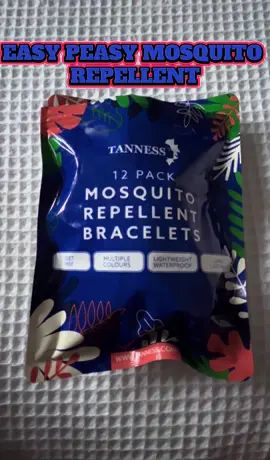 EASY PEASY MOSQUITO
REPELLENT
TANNESS
12 PACK
MOSQUITO
REPELLENT
BRACELETS
MULTIPLE
COLOURS
LIGHTWEIGHT
WATERPROOF